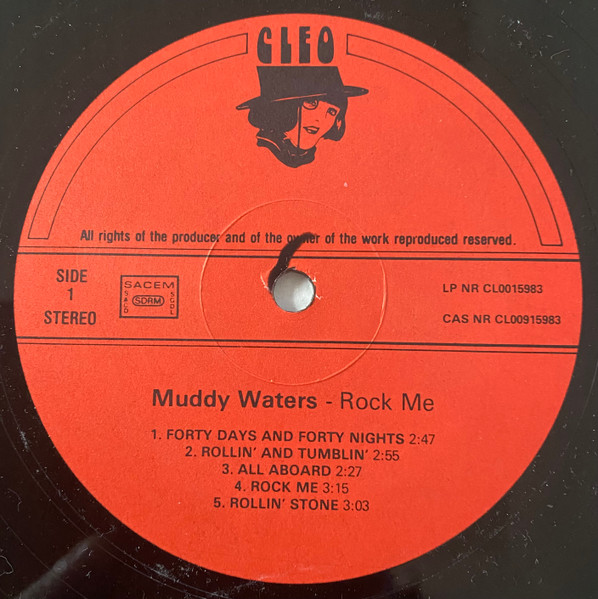 CLEO
All rights of the producer and of the owner of the work reproduced reserved.
SIDE
1
STEREO
SACEM
SACD
SDRM
SCGL
LP NR CL0015983
CAS NR CL00915983
Muddy Waters - Rock Me
1. FORTY DAYS AND FORTY NIGHTS 2:47
2. ROLLIN' AND TUMBLIN' 2:55
3. ALL ABOARD 2:27
4. ROCK ME 3:15
5. ROLLIN' STONE 3:03